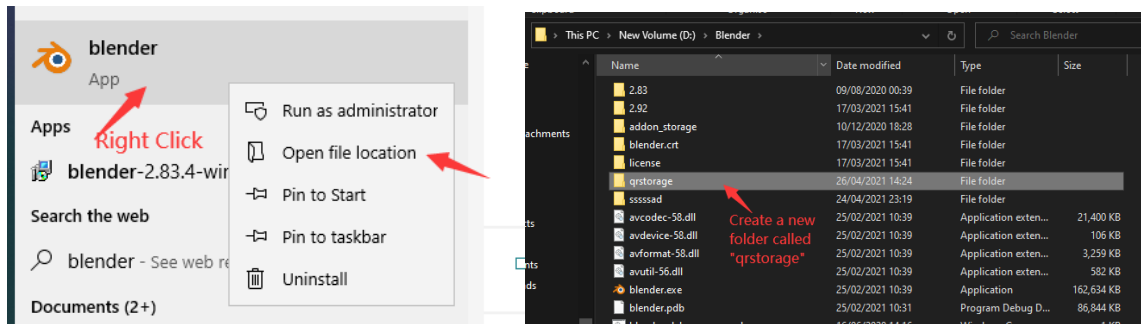 blender
App
Right Click
Run as administrator
Apps
Open file location
blender-2.83.4-wir
Pin to Start
Search the web
Pin to taskbar
blender - See web re
Uninstall
Documents (2+)
This PC > New Volume (D:) > Blender >
Search Blender
Name Date modified Type Size
2.83 09/08/2020 00:39 File folder
2.92 17/03/2021 15:41 File folder
addon_storage 10/12/2020 18:28 File folder
achments
blender.crt 17/03/2021 15:41 File folder
license 17/03/2021 15:41 File folder
qrstorage 26/04/2021 14:24 File folder
sssssad 24/04/2021 23:19 File folder
avcodec-58.dll 25/02/2021 10:39 Application exten... 21,400 KB
avdevice-58.dll 25/02/2021 10:39 Application exten... 106 KB
avformat-58.dll 25/02/2021 10:39 Application exten... 3,259 KB
avutil-56.dll 25/02/2021 10:39 Application exten... 582 KB
blender.exe 25/02/2021 10:39 Application 162,634 KB
blender.pdb 25/02/2021 10:31 Program Debug D... 86,844 KB
Create a new
folder called
"qrstorage"